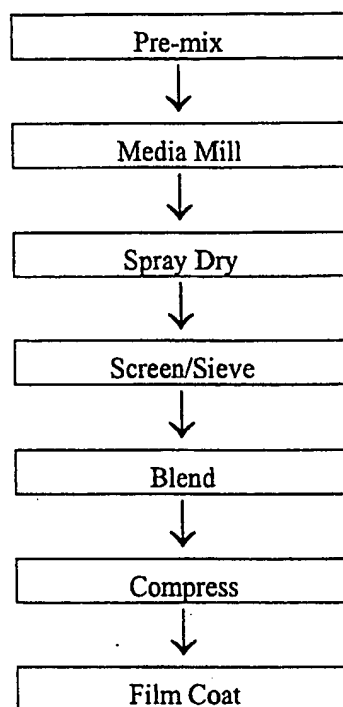 Pre-mix
Media Mill
Spray Dry
Screen/Sieve
Blend
Compress
Film Coat